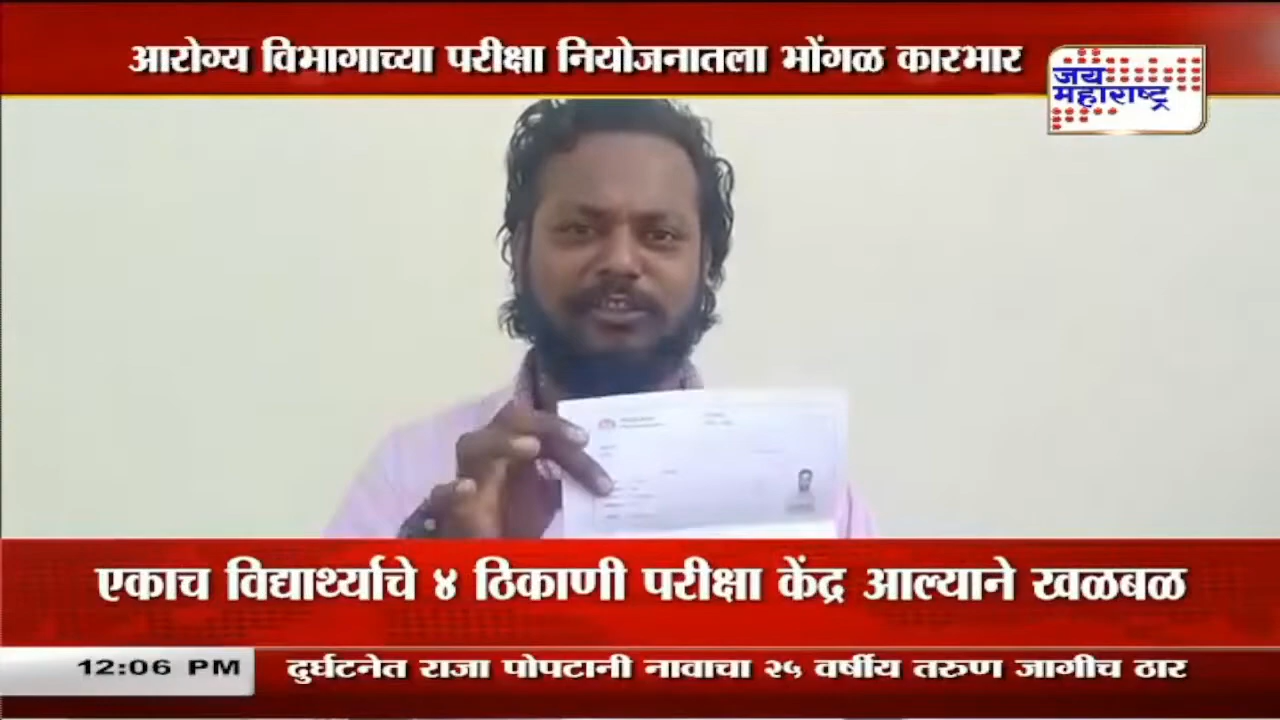 आरोग्य विभागाच्या परीक्षा नियोजनातला भोंगळ कारभार
जय
महाराष्ट्र
एकाच विद्यार्थ्याचे ४ ठिकाणी परीक्षा केंद्र आल्याने खळबळ
12:06 PM
दुर्घटनेत राजा पोपटानी नावाचा २५ वर्षीय तरुण जागीच ठार